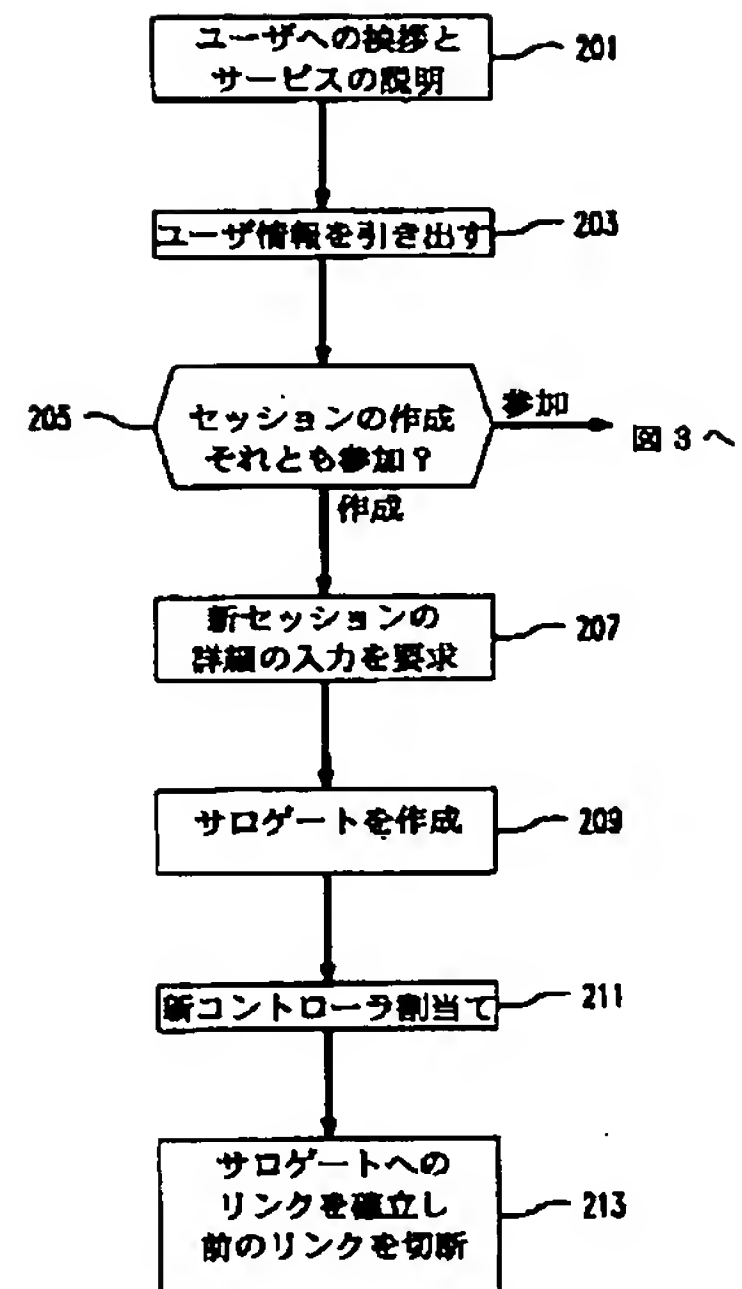 ユーザへの挨拶と
サービスの説明
201
ユーザ情報を引き出す
203
205
セッションの作成
それとも参加?
参加
図3へ
作成
新セッションの
詳細の入力を要求
207
サロゲートを作成
209
新コントローラ割当て
211
サロゲートへの
リンクを確立し
前のリンクを切断
213